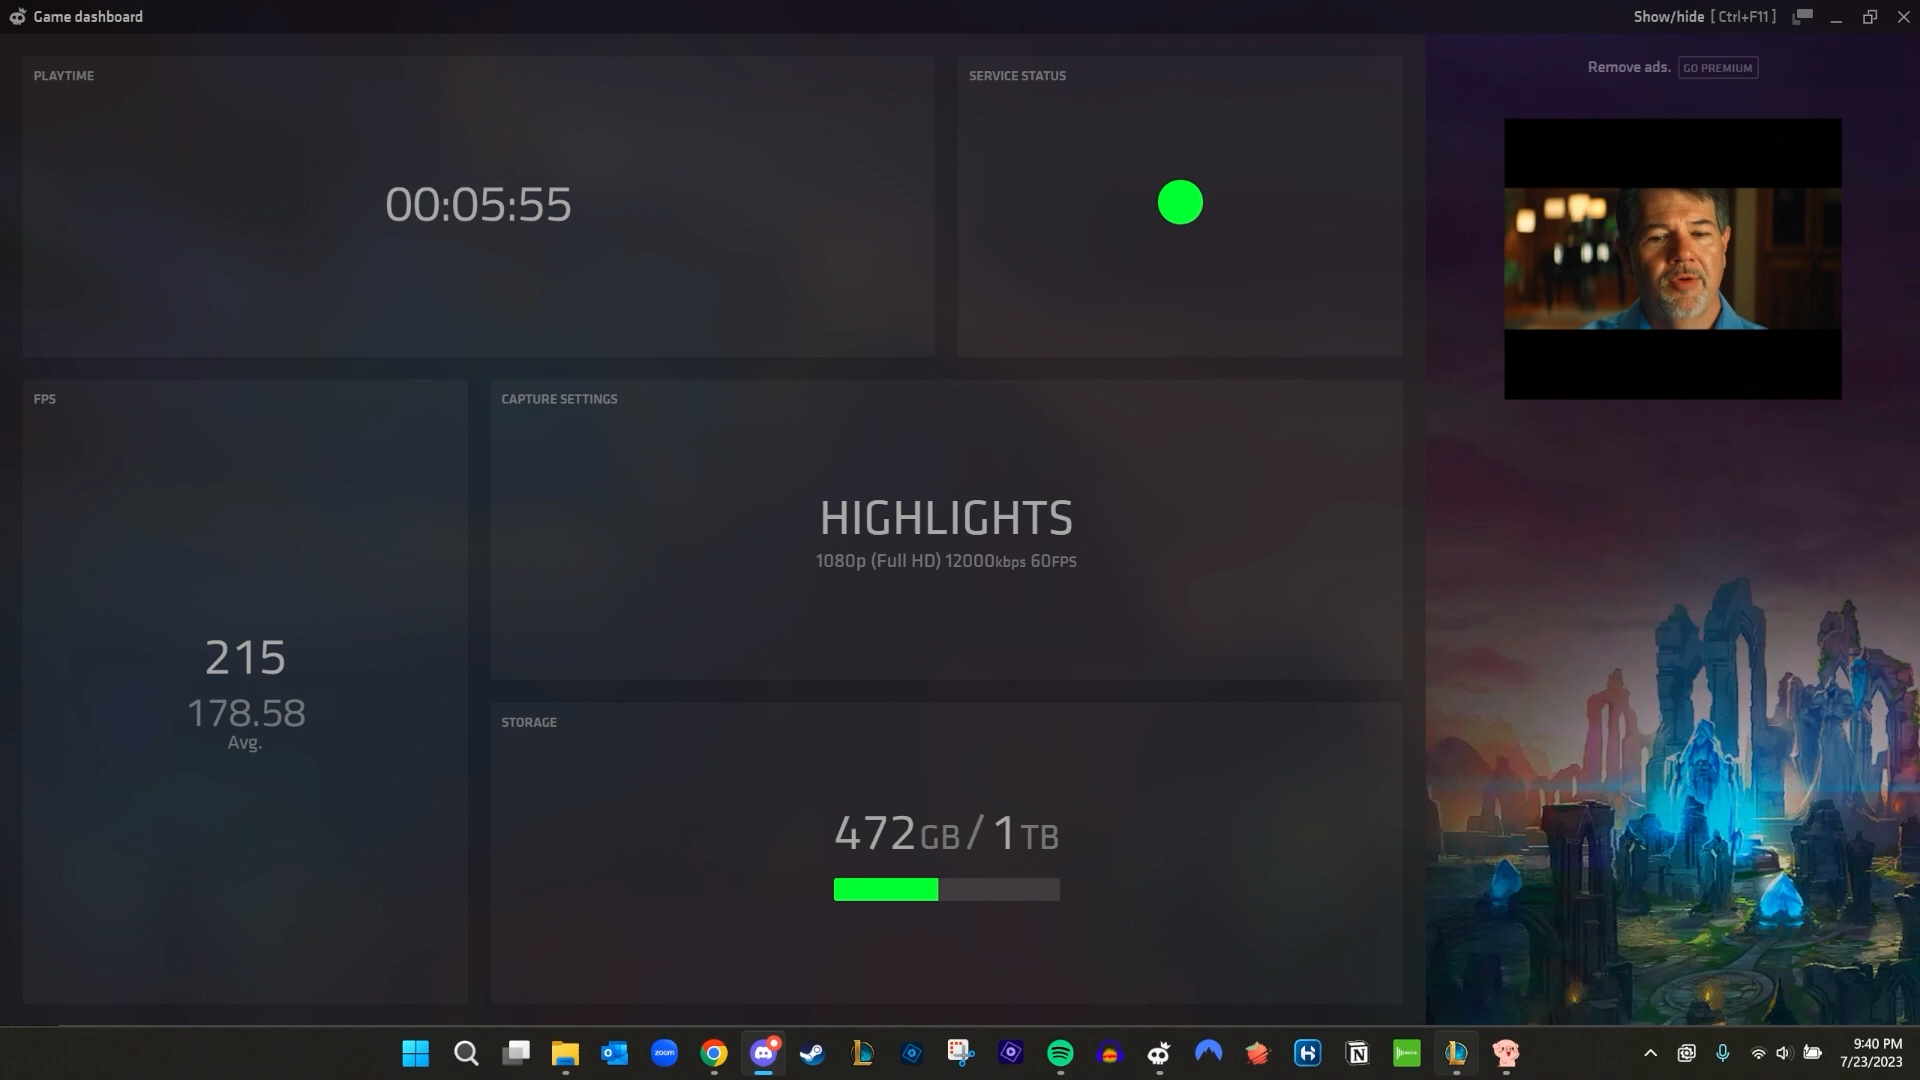 Game dashboard
Show/hide [ Ctrl+F11 ]
PLAYTIME
00:05:55
SERVICE STATUS
Remove ads. GO PREMIUM
FPS
215
178.58
Avg.
CAPTURE SETTINGS
HIGHLIGHTS
1080p (Full HD) 12000kbps 60FPS
STORAGE
472GB / 1TB
zoom
9:40 PM
7/23/2023